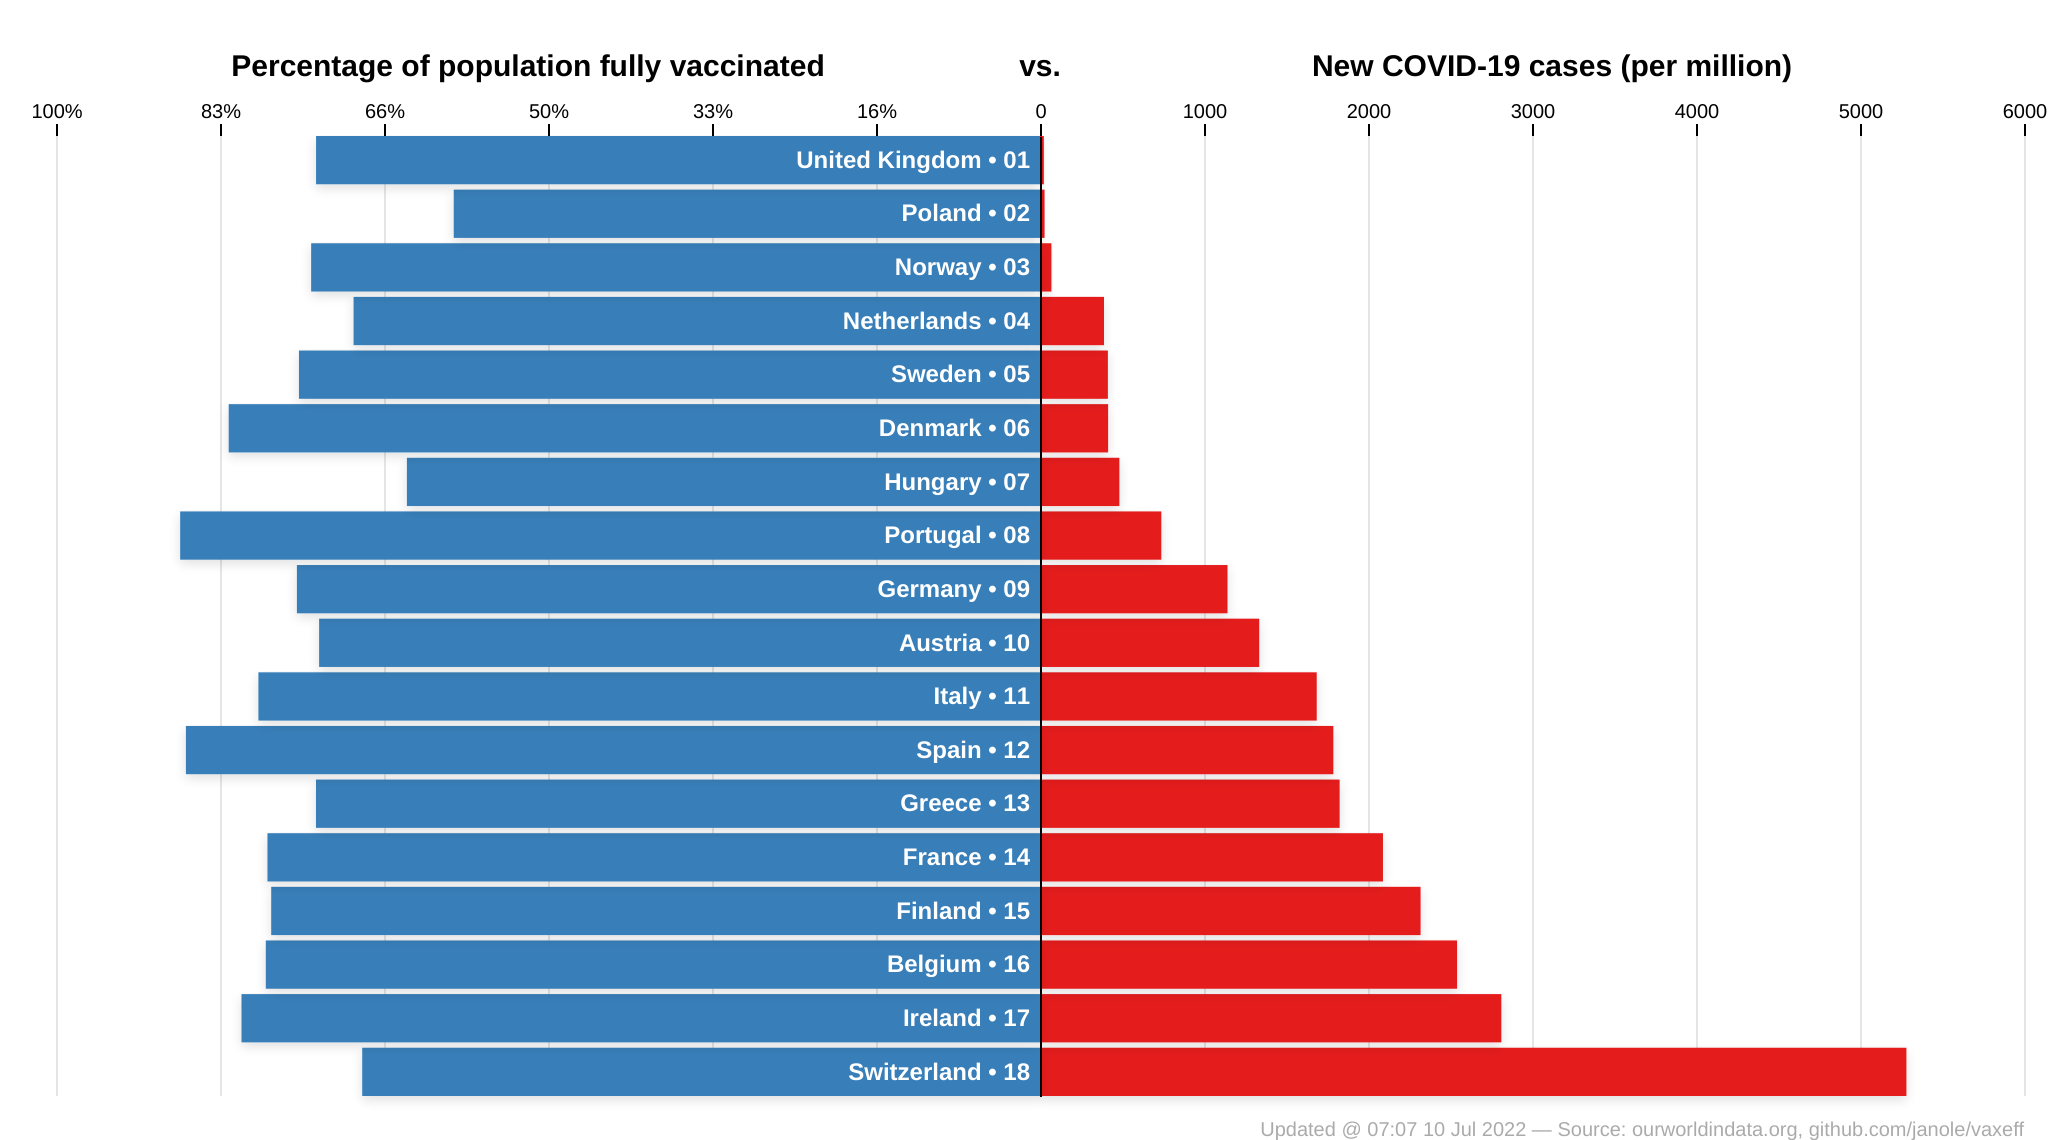 Percentage of population fully vaccinated vs. New COVID-19 cases (per million)
100% 83% 66% 50% 33% 16% 0 1000 2000 3000 4000 5000 6000
United Kingdom • 01
Poland • 02
Norway • 03
Netherlands • 04
Sweden • 05
Denmark • 06
Hungary • 07
Portugal • 08
Germany • 09
Austria • 10
Italy • 11
Spain • 12
Greece • 13
France • 14
Finland • 15
Belgium • 16
Ireland • 17
Switzerland • 18
Updated @ 07:07 10 Jul 2022 — Source: ourworldindata.org, github.com/janole/vaxeff